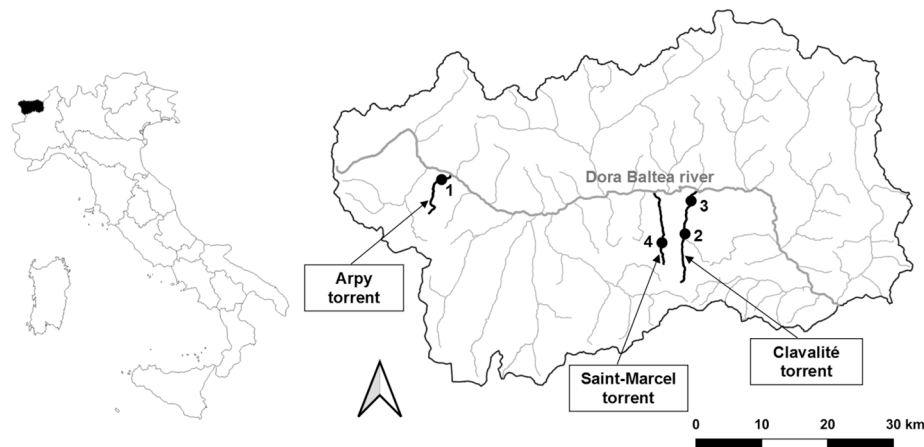 Dora Baltea river
1
3
2
4
Arpy
torrent
Saint-Marcel
torrent
Clavalité
torrent
0 10 20 30 km